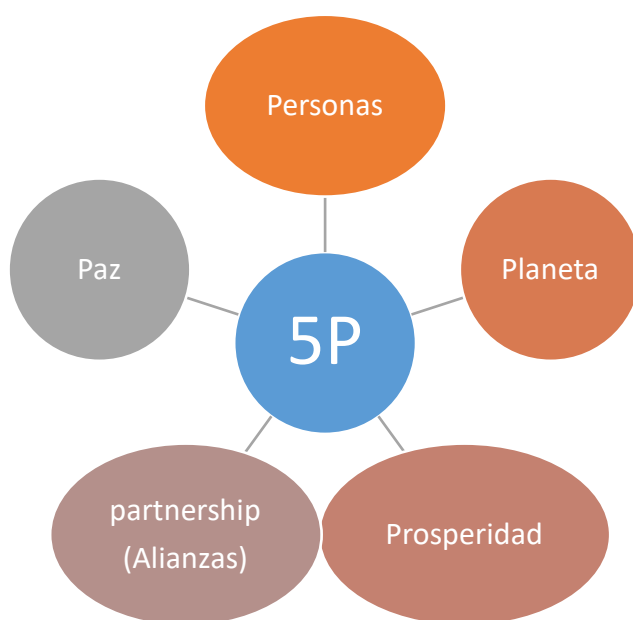 Personas
Paz
Planeta
5P
partnership
(Alianzas)
Prosperidad